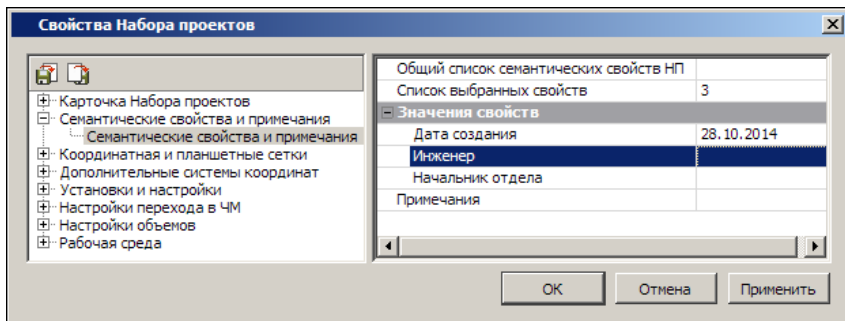 Свойства Набора проектов
Карточка Набора проектов
Семантические свойства и примечания
Семантические свойства и примечания
Координатная и планшетные сетки
Дополнительные системы координат
Установки и настройки
Настройки перехода в ЧМ
Настройки объемов
Рабочая среда
Общий список семантических свойств НП
Список выбранных свойств 3
Значения свойств
Дата создания 28.10.2014
Инженер
Начальник отдела
Примечания
ОК Отмена Применить